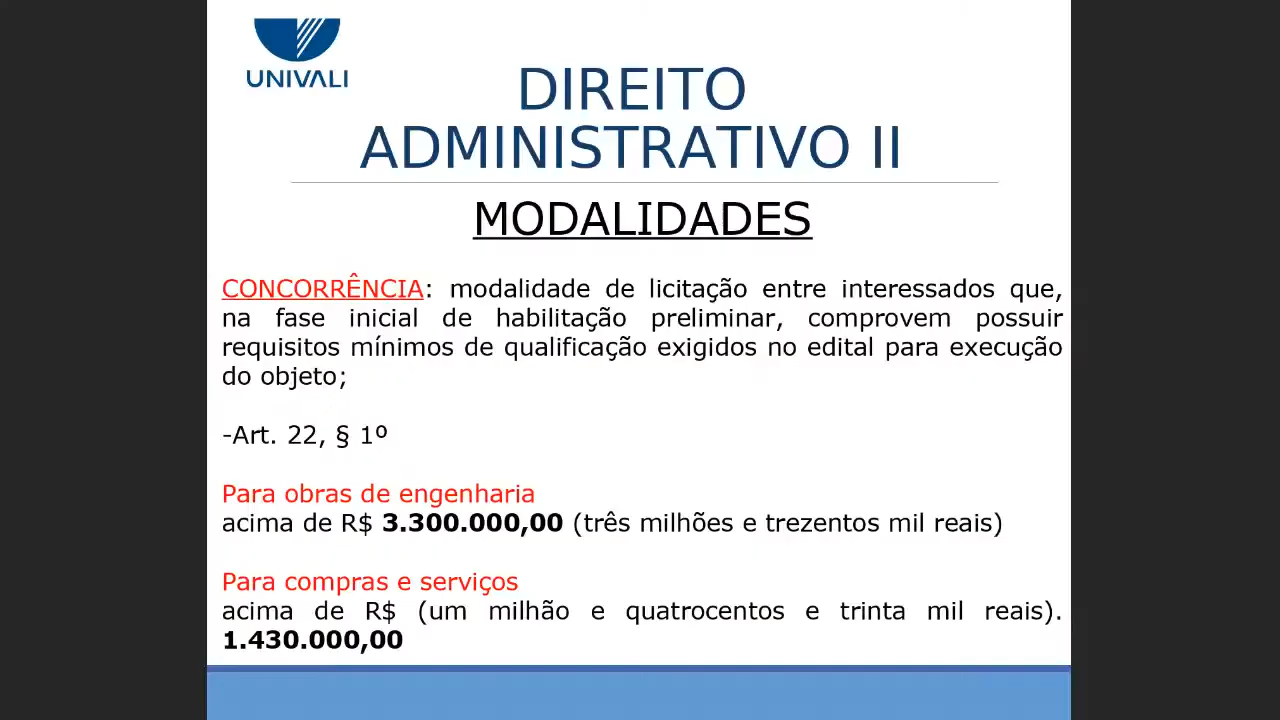 UNIVALI
DIREITO
ADMINISTRATIVO II
MODALIDADES
CONCORRÊNCIA: modalidade de licitação entre interessados que,
na fase inicial de habilitação preliminar, comprovem possuir
requisitos mínimos de qualificação exigidos no edital para execução
do objeto;
-Art. 22, § 1º
Para obras de engenharia
acima de R$ 3.300.000,00 (três milhões e trezentos mil reais)
Para compras e serviços
acima de R$ (um milhão e quatrocentos e trinta mil reais).
1.430.000,00